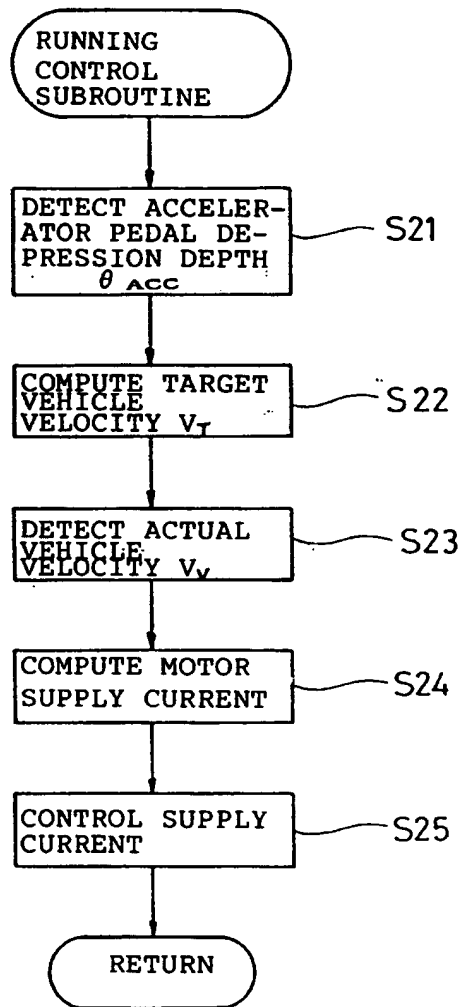 RUNNING
CONTROL
SUBROUTINE
DETECT ACCELER-
ATOR PEDAL DE-
PRESSION DEPTH
θ ACC
S21
COMPUTE TARGET
VEHICLE
VELOCITY VT
S22
DETECT ACTUAL
VEHICLE
VELOCITY VV
S23
COMPUTE MOTOR
SUPPLY CURRENT
S24
CONTROL SUPPLY
CURRENT
S25
RETURN